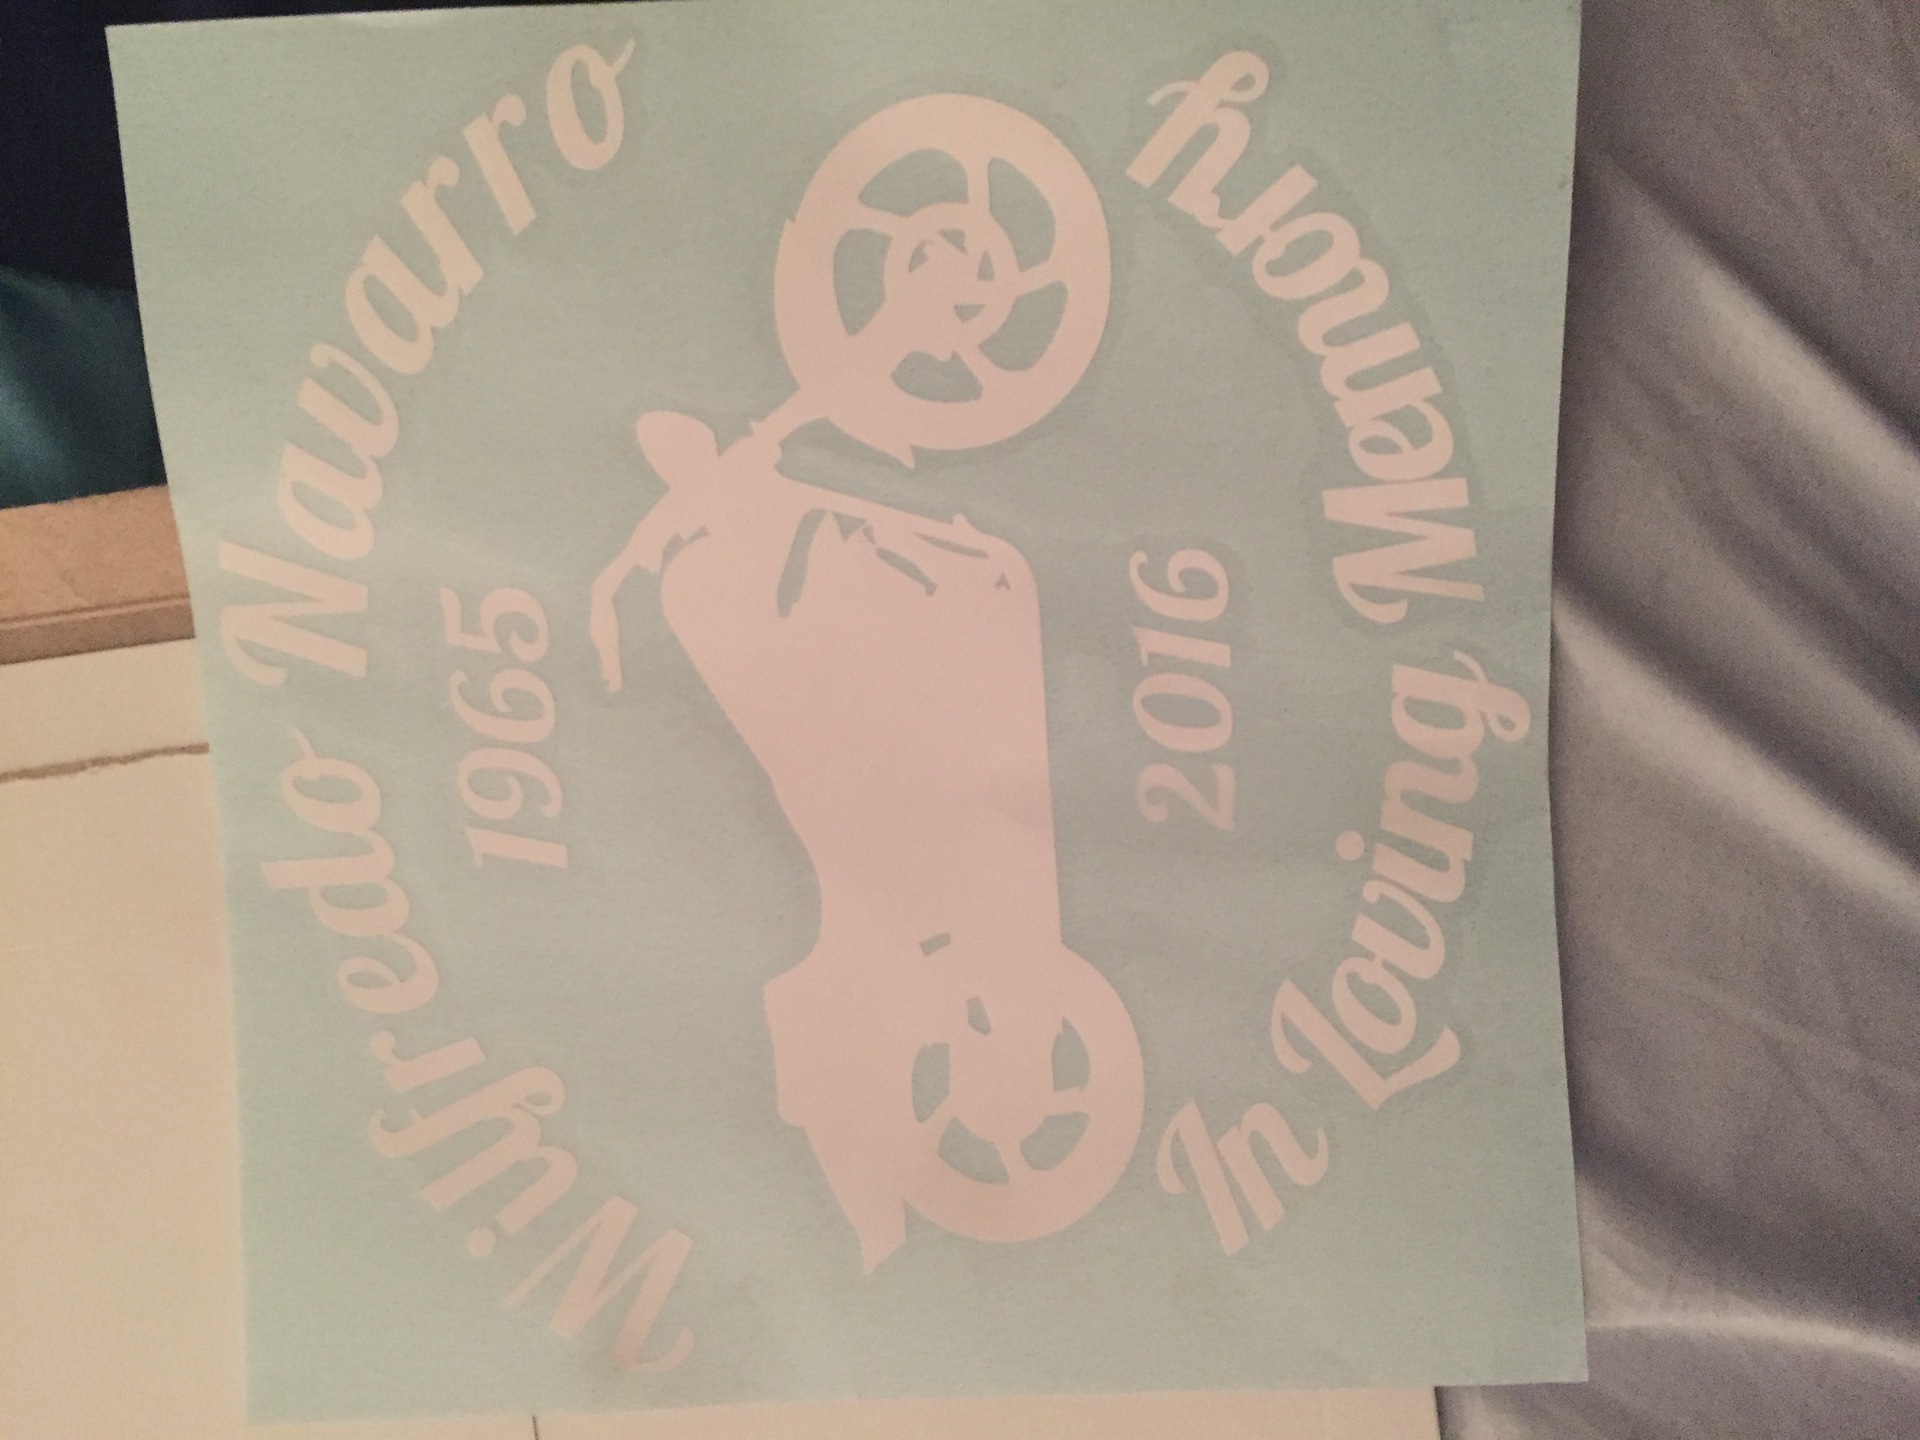 Wilfredo Navarro
1965
2016
In Loving Memory